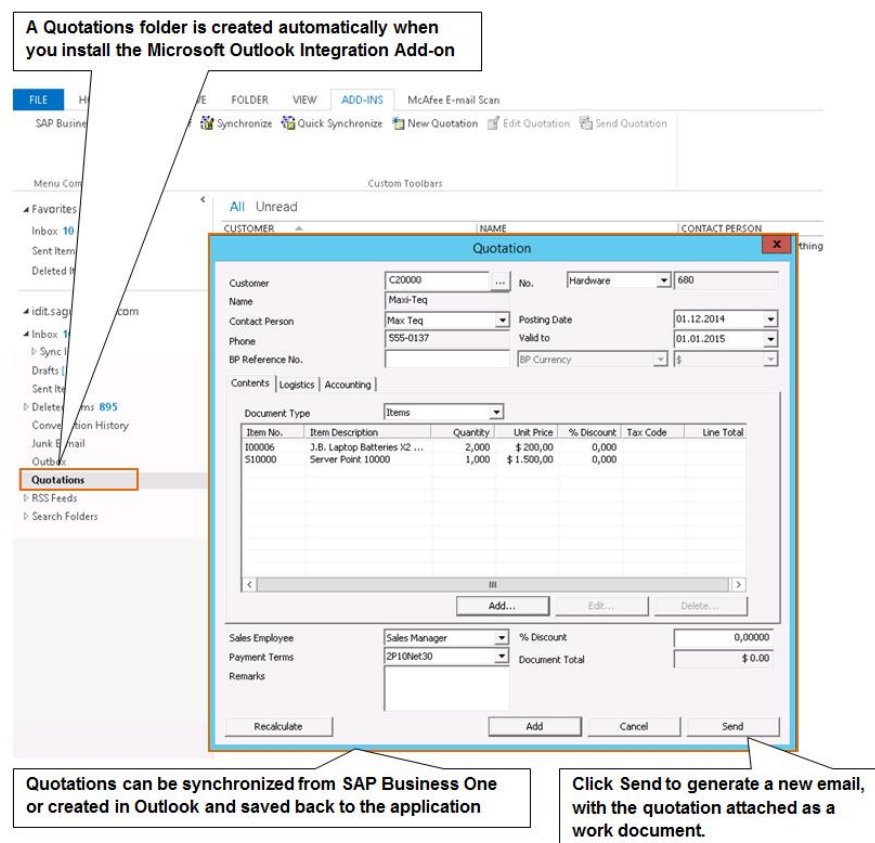 A Quotations folder is created automatically when
you install the Microsoft Outlook Integration Add-on
FILE FOLDER VIEW ADD-INS McAfee E-mail Scan
SAP Synchronize Quick Synchronize New Quotation Edit Quotation Send Quotation
Menu Custom Toolbars
Favorites
All Unread
Inbox 10
CUSTOMER NAME CONTACT PERSON
Sent
Deleted
Quotation x thing
Customer C20000 ... No. Hardware 680
Name Maxi-Teq
Contact Person Max Teq Posting Date 01.12.2014
Phone 555-0137 Valid to 01.01.2015
BP Reference No. BP Currency $
Contents Logistics Accounting
Document Type Items
Item No. Item Description Quantity Unit Price % Discount Tax Code Line Total
I00006 J.B. Laptop Batteries X2 ... 2,000 $ 200,00 0,000
S10000 Server Point 10000 1,000 $ 1.500,00 0,000
Add... Edit... Delete...
Sales Employee Sales Manager % Discount 0,00000
Payment Terms 2P10Net30 Document Total $ 0.00
Remarks
Recalculate Add Cancel Send
Inbox
Sync
Drafts
Sent
895
History
Junk
Outbox
Quotations
RSS Feeds
Search Folders
Quotations can be synchronized from SAP Business One
or created in Outlook and saved back to the application
Click Send to generate a new email,
with the quotation attached as a
work document.